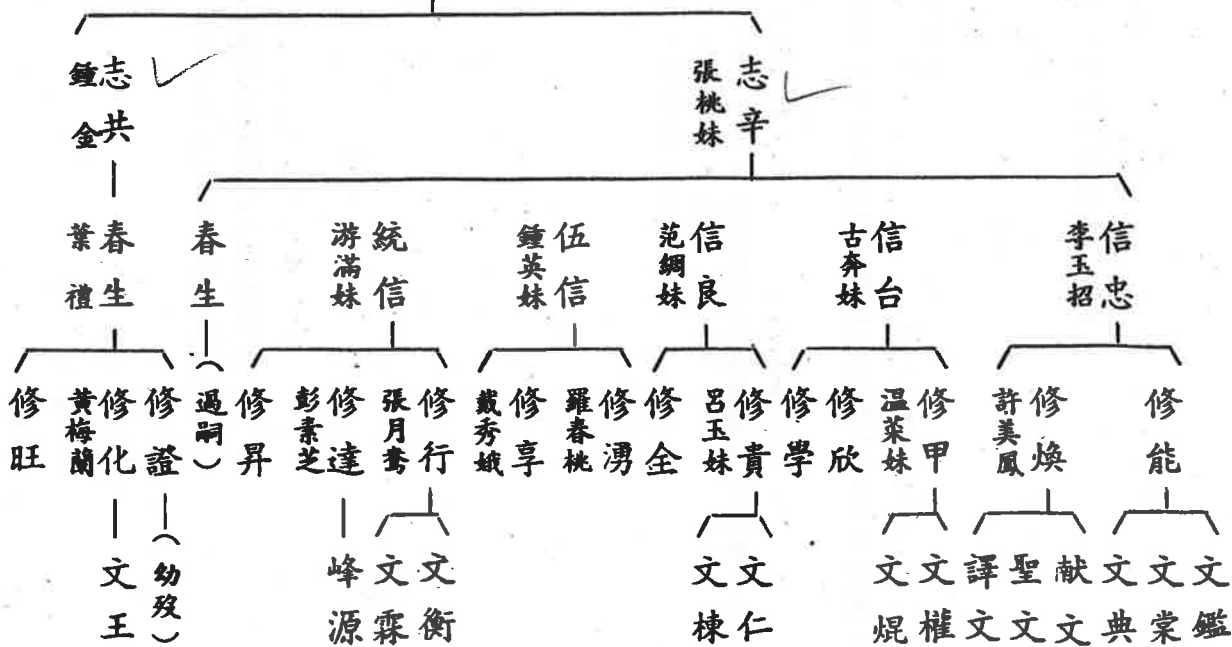 志辛
張桃妹
志共
鍾金
信忠
李玉招
信台
古奔妹
信良
范綢妹
伍信
鍾英妹
統信
游滿妹
春生
春生
葉禮
修能
修煥
許美鳳
修甲
溫菜妹
修欣
修學
修貴
呂玉妹
修全
修湧
羅春桃
修享
戴秀娥
修行
張月鶯
修達
彭素芝
修昇
（過嗣）
修證
修化
黃梅蘭
修旺
文鑑
文棠
文典
献文
聖文
譯文
文權
文焜
文仁
文棟
文衡
文霖
峰源
（幼歿）
文王